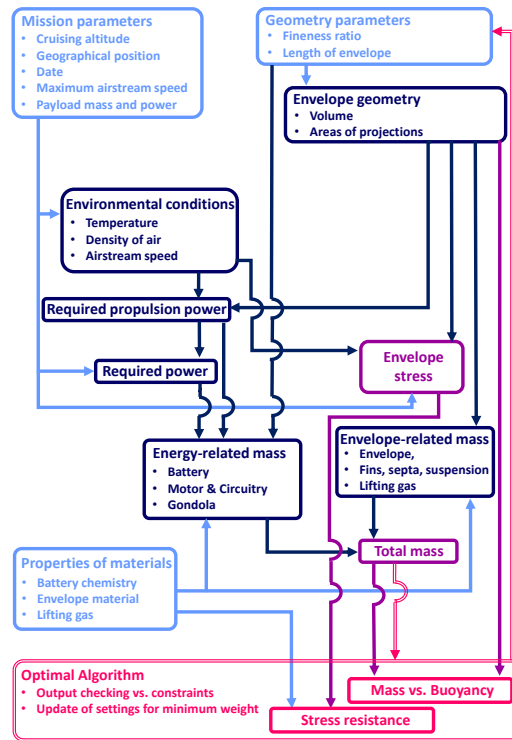 Mission parameters
• Cruising altitude
• Geographical position
• Date
• Maximum airstream speed
• Payload mass and power
Geometry parameters
• Fineness ratio
• Length of envelope
Envelope geometry
• Volume
• Areas of projections
Environmental conditions
• Temperature
• Density of air
• Airstream speed
Required propulsion power
Required power
Envelope
stress
Energy-related mass
• Battery
• Motor & Circuitry
• Gondola
Envelope-related mass
• Envelope,
• Fins, septa, suspension
• Lifting gas
Total mass
Properties of materials
• Battery chemistry
• Envelope material
• Lifting gas
Optimal Algorithm
• Output checking vs. constraints
• Update of settings for minimum weight
Mass vs. Buoyancy
Stress resistance